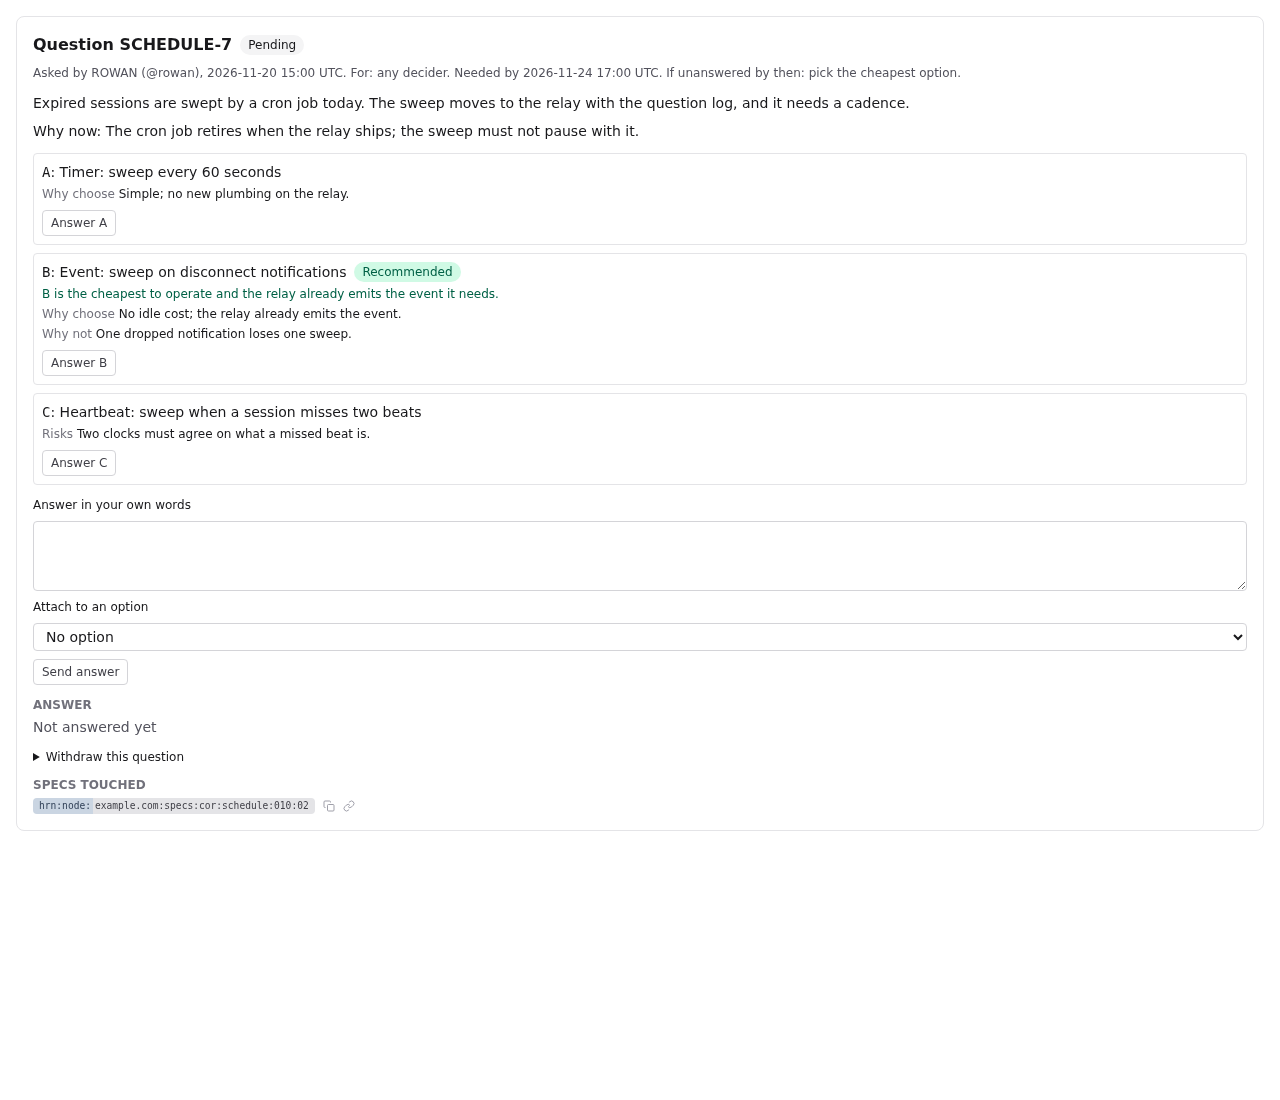 Question SCHEDULE-7 Pending
Asked by ROWAN (@rowan), 2026-11-20 15:00 UTC. For: any decider. Needed by 2026-11-24 17:00 UTC. If unanswered by then: pick the cheapest option.
Expired sessions are swept by a cron job today. The sweep moves to the relay with the question log, and it needs a cadence.
Why now: The cron job retires when the relay ships; the sweep must not pause with it.
A: Timer: sweep every 60 seconds
Why choose Simple; no new plumbing on the relay.
Answer A
B: Event: sweep on disconnect notifications Recommended
B is the cheapest to operate and the relay already emits the event it needs.
Why choose No idle cost; the relay already emits the event.
Why not One dropped notification loses one sweep.
Answer B
C: Heartbeat: sweep when a session misses two beats
Risks Two clocks must agree on what a missed beat is.
Answer C
Answer in your own words
Attach to an option
No option
Send answer
ANSWER
Not answered yet
Withdraw this question
SPECS TOUCHED
hrn:node: example.com:specs:cor:schedule:010:02